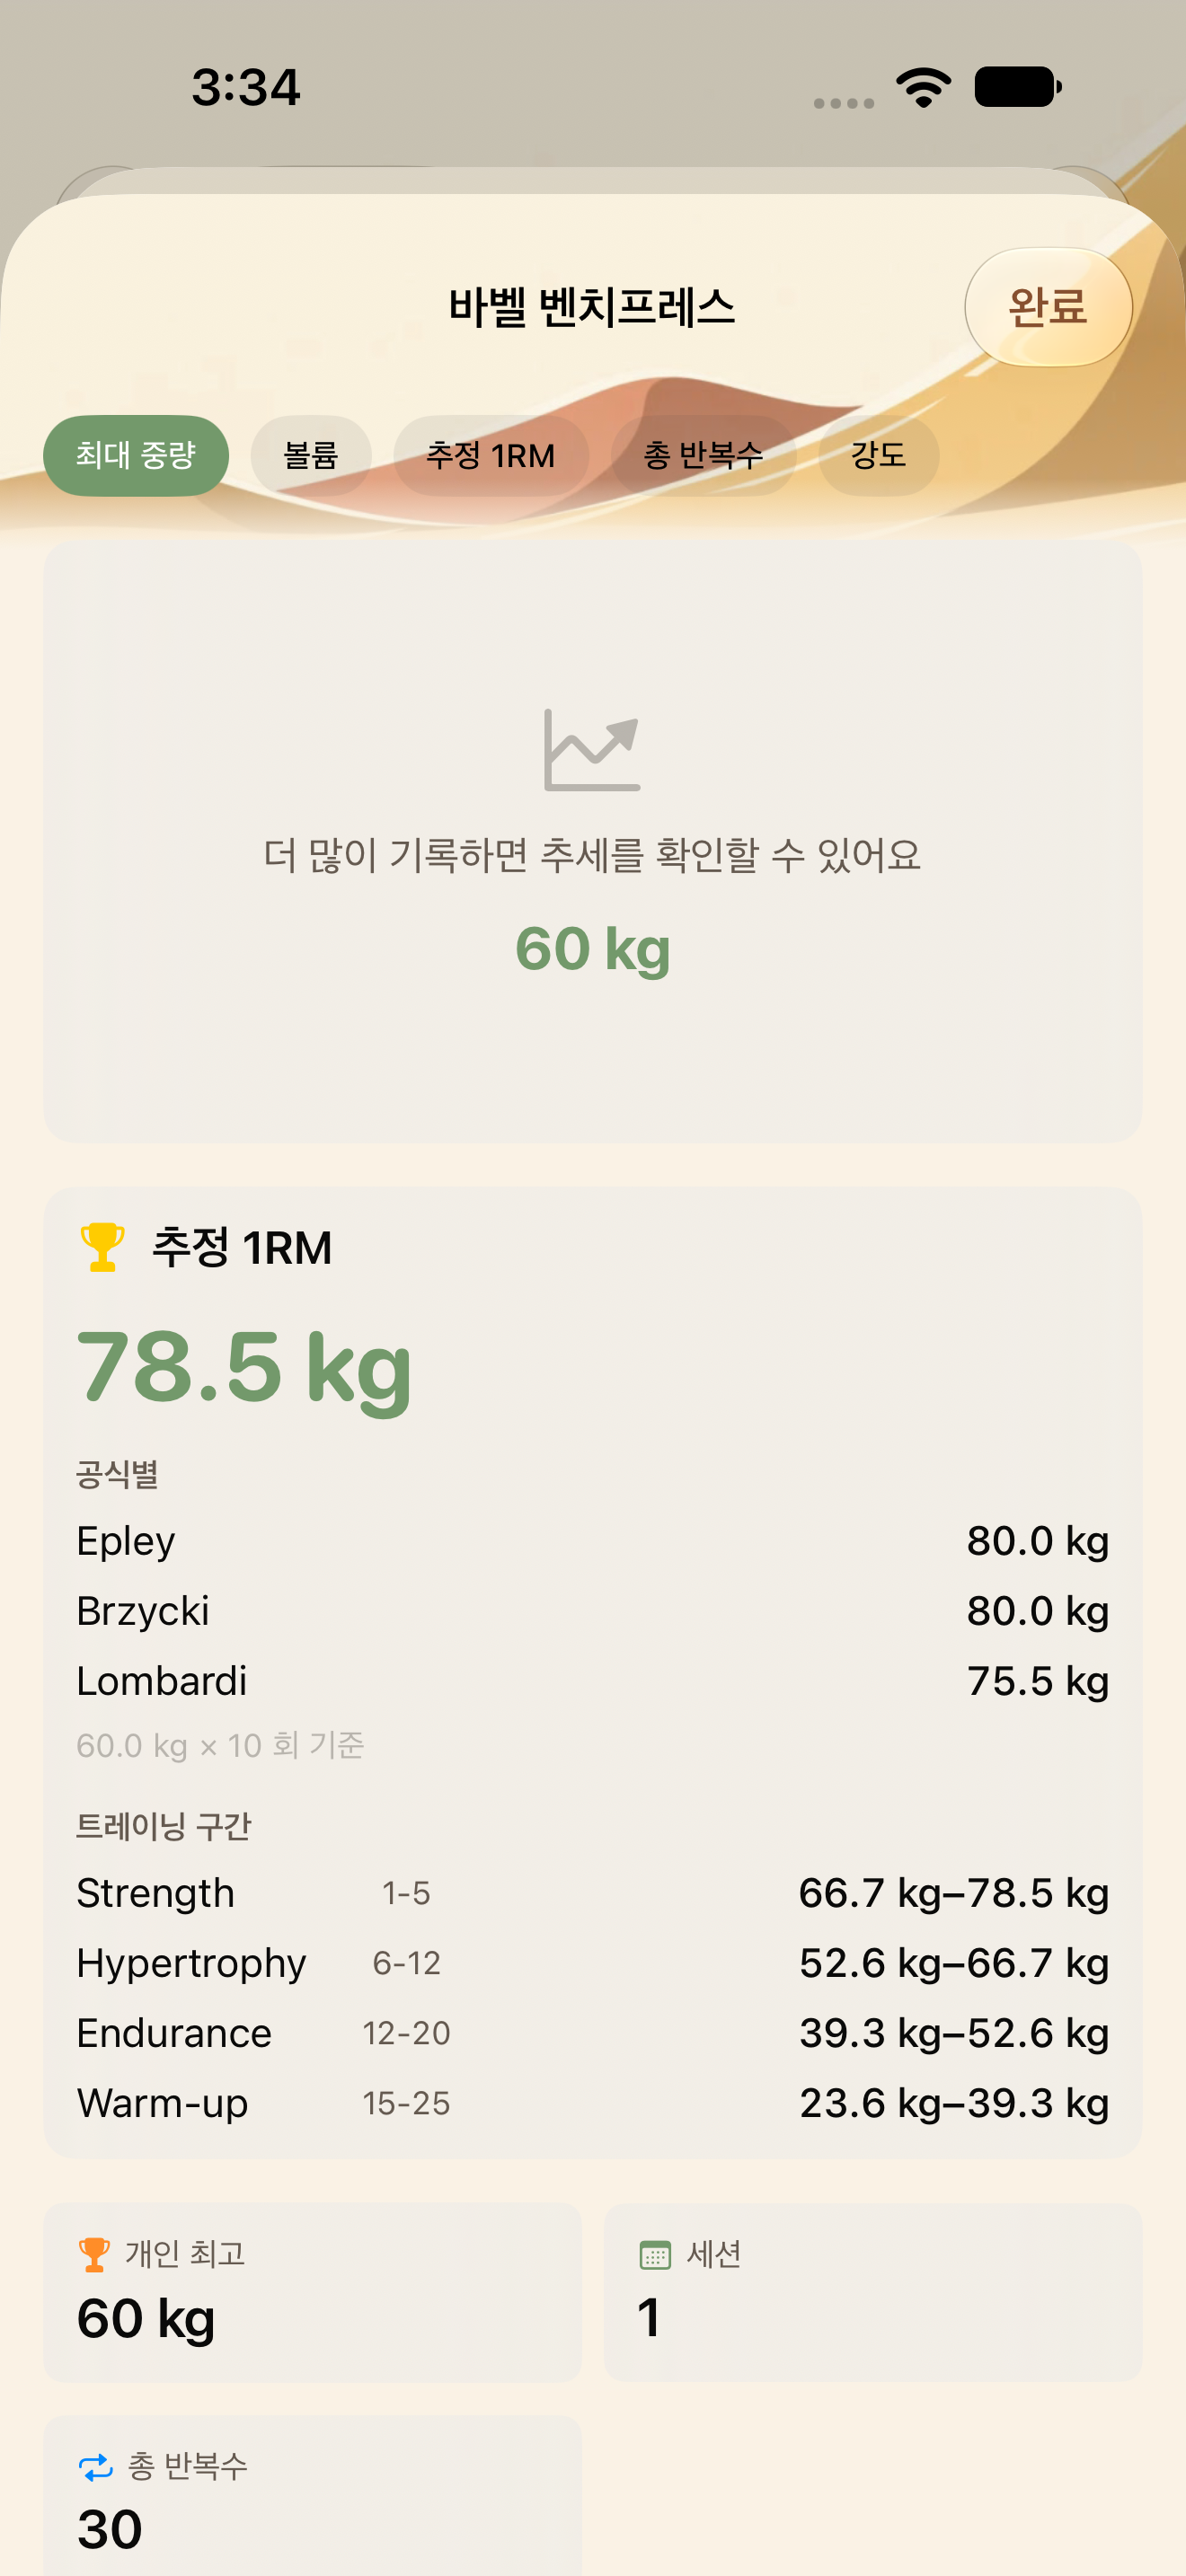 3:34
바벨 벤치프레스
완료
최대 중량
볼륨
추정 1RM
총 반복수
강도
더 많이 기록하면 추세를 확인할 수 있어요
60 kg
추정 1RM
78.5 kg
공식별
Epley 80.0 kg
Brzycki 80.0 kg
Lombardi 75.5 kg
60.0 kg × 10 회 기준
트레이닝 구간
Strength 1-5 66.7 kg–78.5 kg
Hypertrophy 6-12 52.6 kg–66.7 kg
Endurance 12-20 39.3 kg–52.6 kg
Warm-up 15-25 23.6 kg–39.3 kg
개인 최고
60 kg
세션
1
총 반복수
30